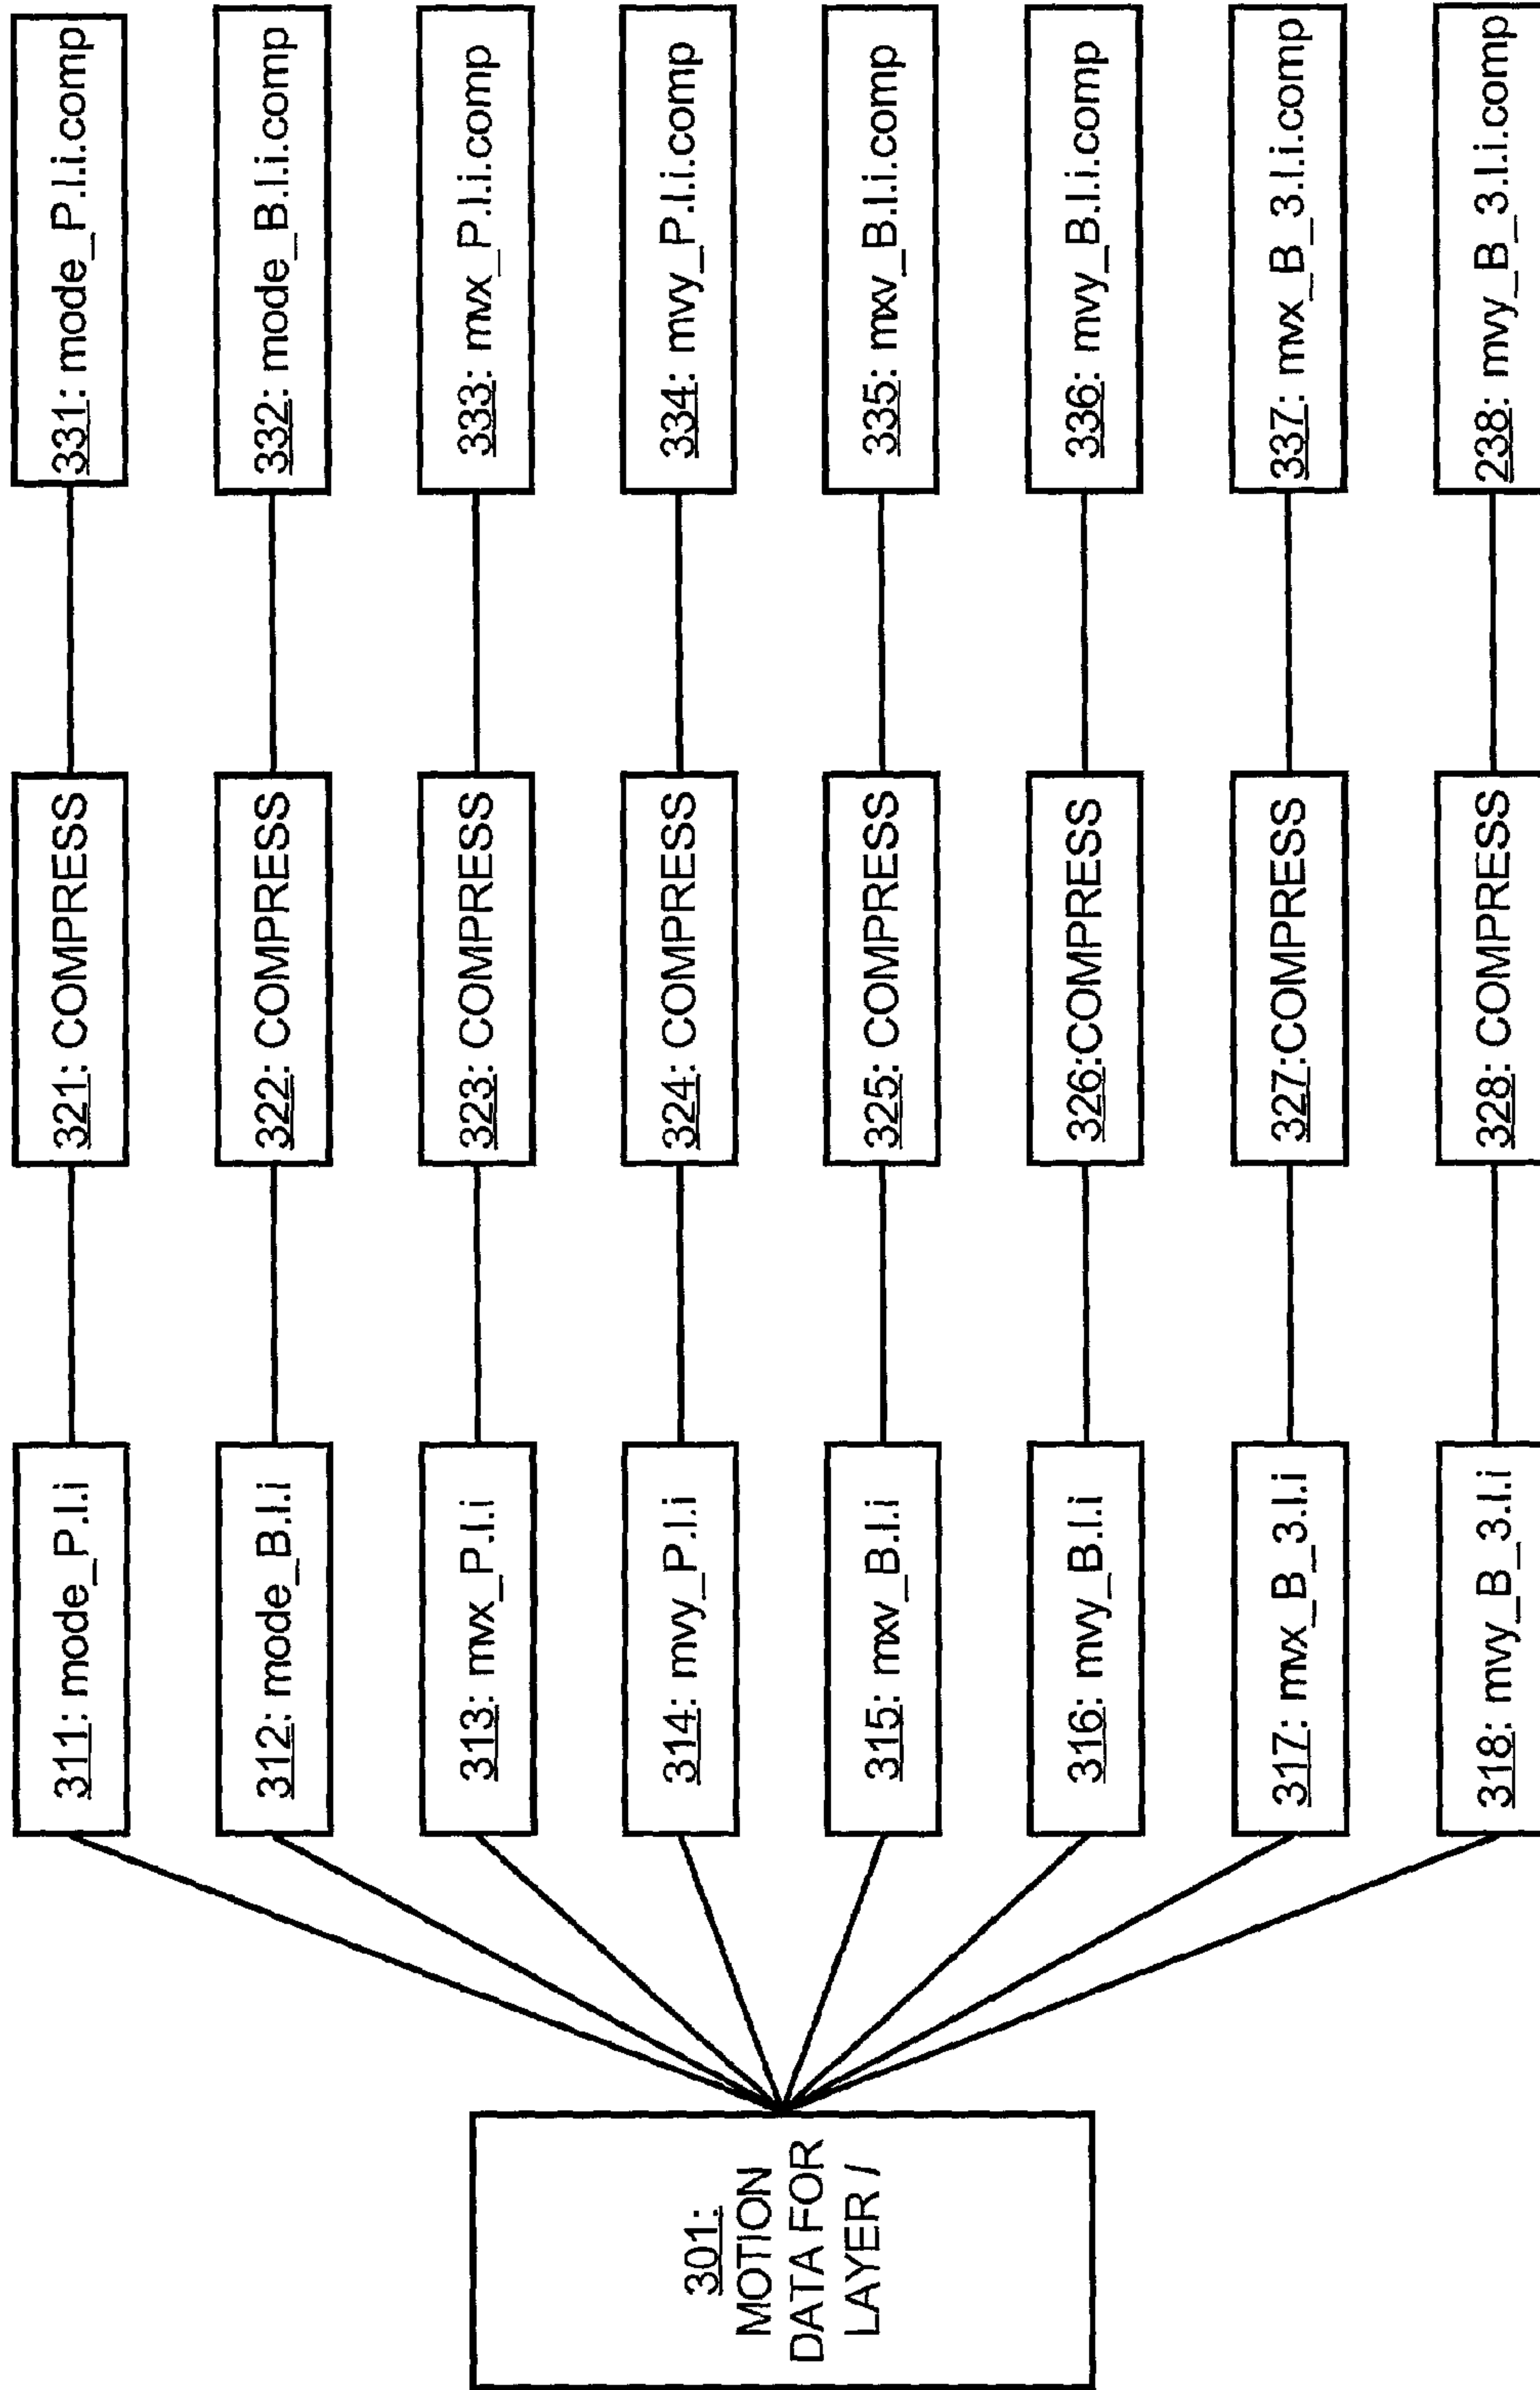 301:
MOTION
DATA FOR
LAYER l
311: mode_P.l.i
321: COMPRESS
331: mode_P.l.i.comp
312: mode_B.l.i
322: COMPRESS
332: mode_B.l.i.comp
313: mvx_P.l.i
323: COMPRESS
333: mvx_P.l.i.comp
314: mvy_P.l.i
324: COMPRESS
334: mvy_P.l.i.comp
315: mxv_B.l.i
325: COMPRESS
335: mxv_B.l.i.comp
316: mvy_B.l.i
326:COMPRESS
336: mvy_B.l.i.comp
317: mvx_B_3.l.i
327:COMPRESS
337: mvx_B_3.l.i.comp
318: mvy_B_3.l.i
328: COMPRESS
238: mvy_B_3.l.i.comp